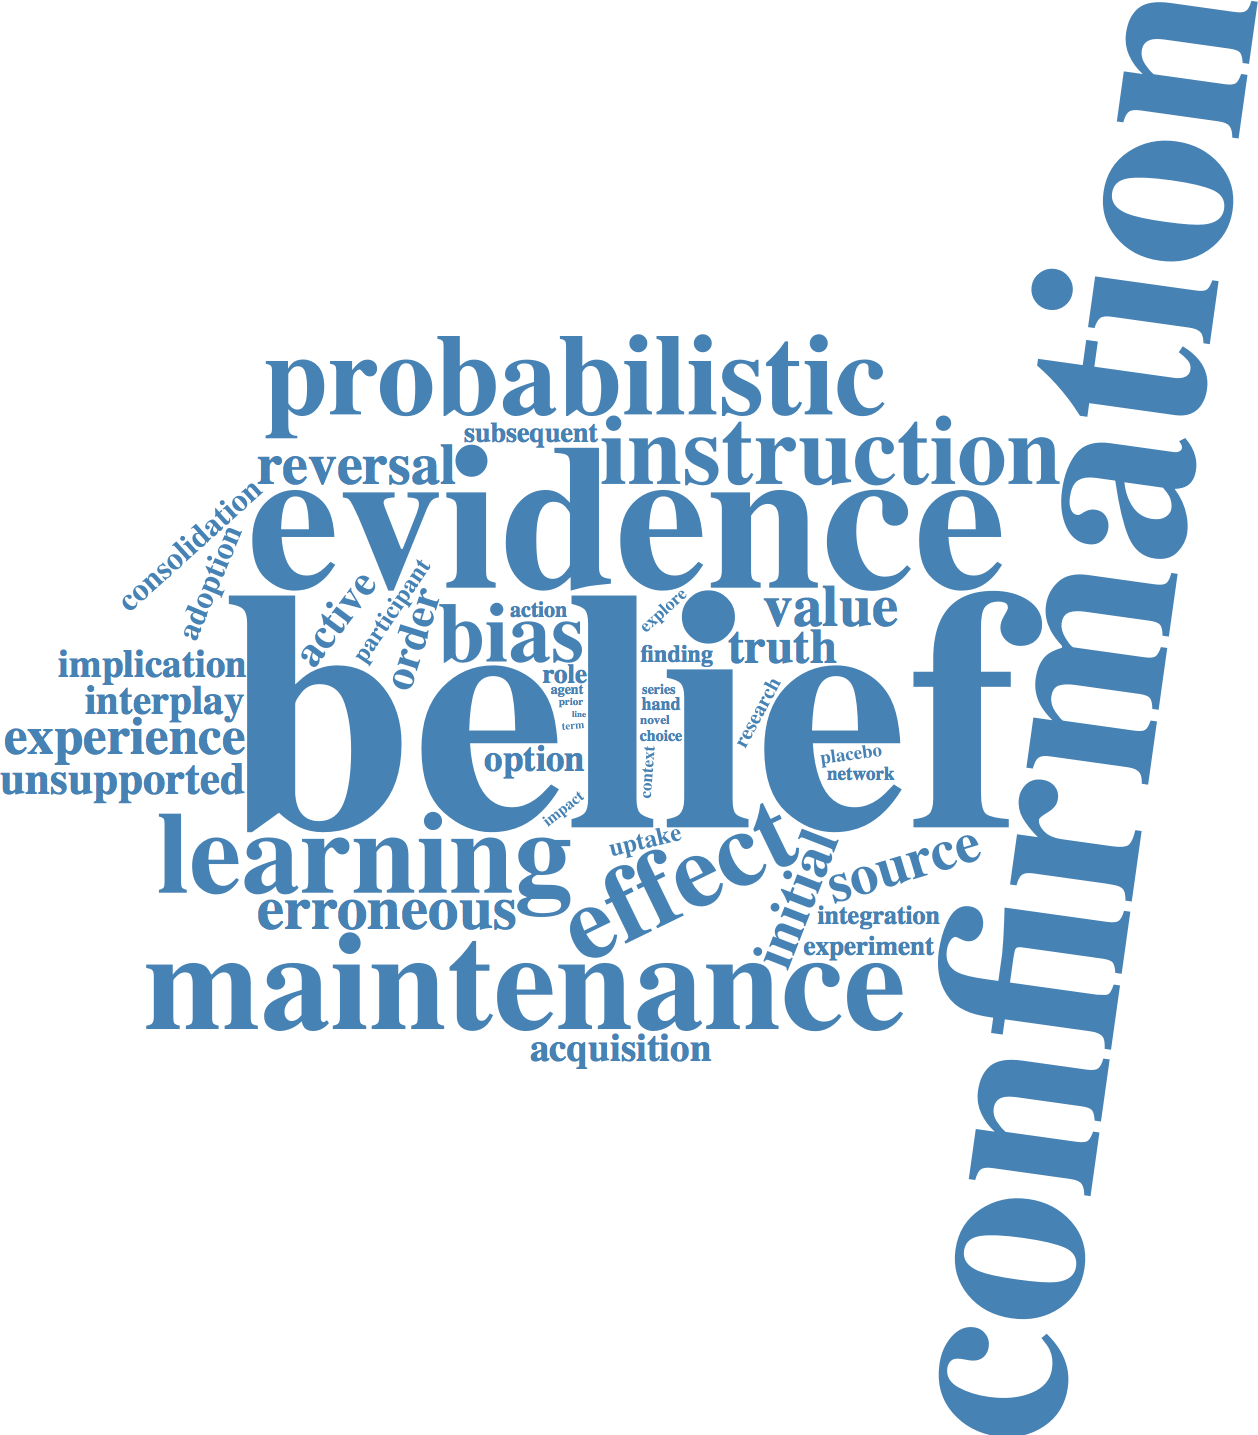 confirmation
probabilistic
subsequent
instruction
reversal
evidence
consolidation
adoption
active
participant
order
bias
action
explore
value
finding
truth
belief
implication
interplay
experience
unsupported
role
agent
prior
line
term
series
hand
novel
choice
research
option
context
placebo
network
impact
uptake
learning
effect
initial
source
erroneous
integration
experiment
maintenance
acquisition